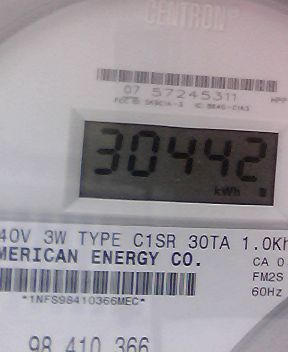 CENTRON®
07 57245311
30442
kWh
40V 3W TYPE C1SR 30TA 1.0Kh
MERICAN ENERGY CO.
CA 0
FM2S
*1NFS98410366MEC*
60Hz
98 410 366